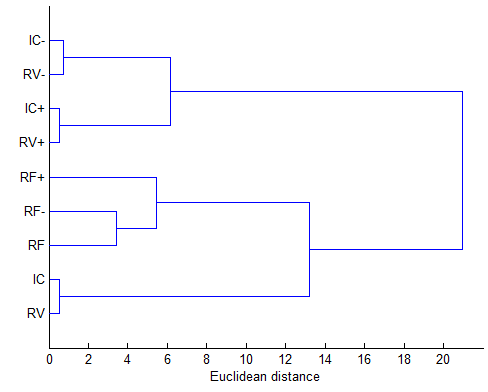 IC-
RV-
IC+
RV+
RF+
RF-
RF
IC
RV
0 2 4 6 8 10 12 14 16 18 20
Euclidean distance